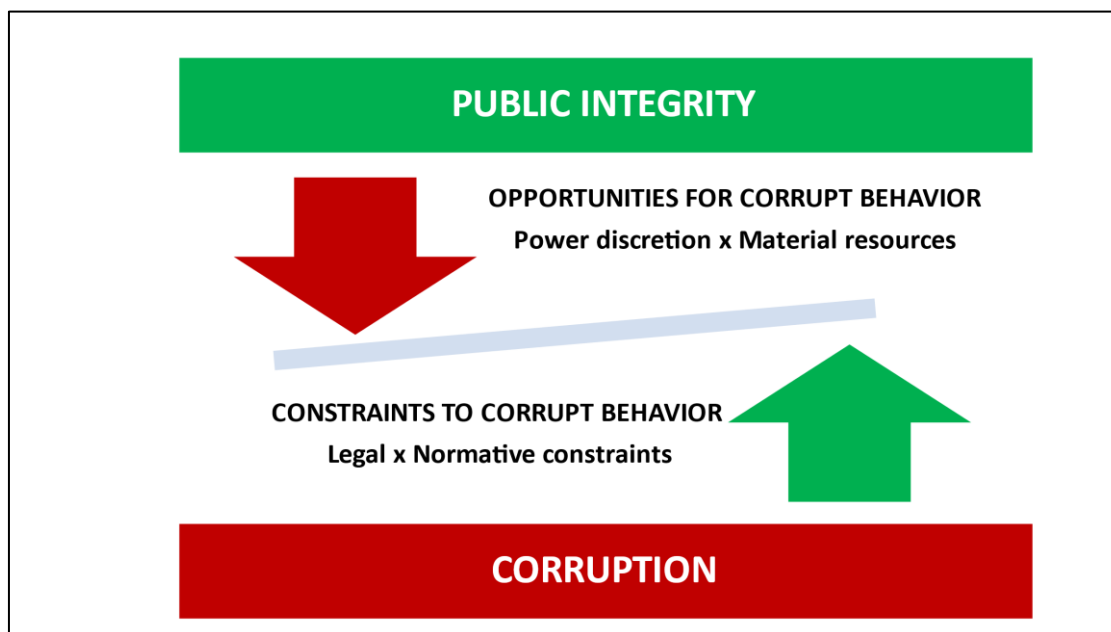 PUBLIC INTEGRITY
OPPORTUNITIES FOR CORRUPT BEHAVIOR
Power discretion x Material resources
CONSTRAINTS TO CORRUPT BEHAVIOR
Legal x Normative constraints
CORRUPTION